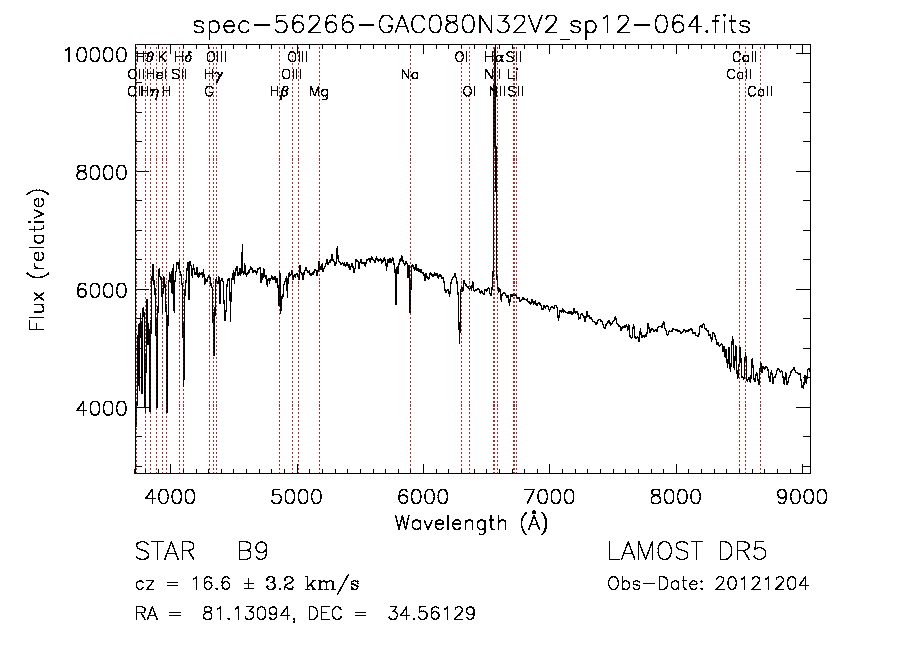 spec-56266-GAC080N32V2_sp12-064.fits
10000
8000
6000
4000
Flux (relative)
Hθ K Hδ OIII OIII OI Hα SII CaII
OII HeI SII Hγ OIII Na NII Li CaII
Hη H G Hβ Mg OI NII SII CaII
4000 5000 6000 7000 8000 9000
Wavelength (Å)
STAR B9 LAMOST DR5
cz = 16.6 ± 3.2 km/s Obs-Date: 20121204
RA = 81.13094, DEC = 34.56129